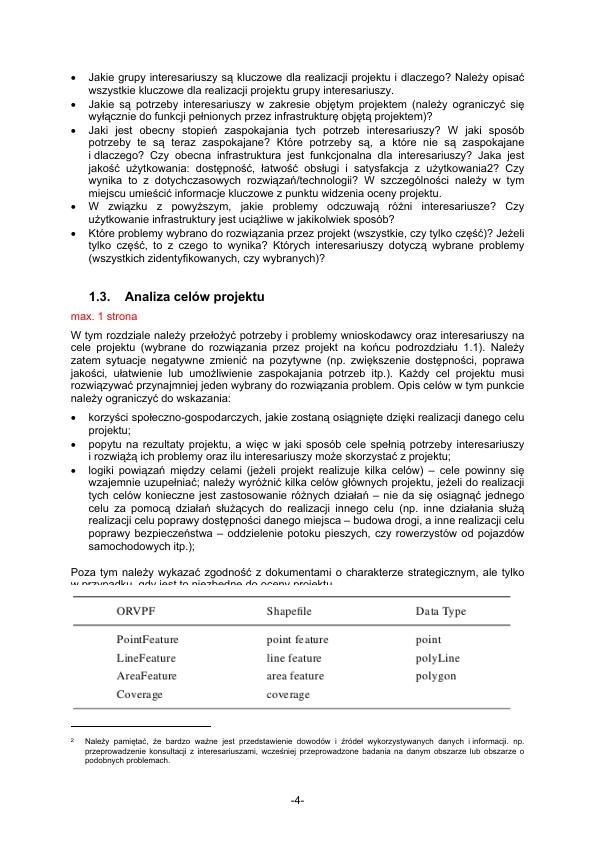 • Jakie grupy interesariuszy są kluczowe dla realizacji projektu i dlaczego? Należy opisać
wszystkie kluczowe dla realizacji projektu grupy interesariuszy.
• Jakie są potrzeby interesariuszy w zakresie objętym projektem (należy ograniczyć się
wyłącznie do funkcji pełnionych przez infrastrukturę objętą projektem)?
• Jaki jest obecny stopień zaspokajania tych potrzeb interesariuszy? W jaki sposób
potrzeby te są teraz zaspokajane? Które potrzeby są, a które nie są zaspokajane
i dlaczego? Czy obecna infrastruktura jest funkcjonalna dla interesariuszy? Jaka jest
jakość użytkowania: dostępność, łatwość obsługi i satysfakcja z użytkowania2? Czy
wynika to z dotychczasowych rozwiązań/technologii? W szczególności należy w tym
miejscu umieścić informacje kluczowe z punktu widzenia oceny projektu.
• W związku z powyższym, jakie problemy odczuwają różni interesariusze? Czy
użytkowanie infrastruktury jest uciążliwe w jakikolwiek sposób?
• Które problemy wybrano do rozwiązania przez projekt (wszystkie, czy tylko część)? Jeżeli
tylko część, to z czego to wynika? Których interesariuszy dotyczą wybrane problemy
(wszystkich zidentyfikowanych, czy wybranych)?
1.3. Analiza celów projektu
max. 1 strona
W tym rozdziale należy przełożyć potrzeby i problemy wnioskodawcy oraz interesariuszy na
cele projektu (wybrane do rozwiązania przez projekt na końcu podrozdziału 1.1). Należy
zatem sytuacje negatywne zmienić na pozytywne (np. zwiększenie dostępności, poprawa
jakości, ułatwienie lub umożliwienie zaspokajania potrzeb itp.). Każdy cel projektu musi
rozwiązywać przynajmniej jeden wybrany do rozwiązania problem. Opis celów w tym punkcie
należy ograniczyć do wskazania:
• korzyści społeczno-gospodarczych, jakie zostaną osiągnięte dzięki realizacji danego celu
projektu;
• popytu na rezultaty projektu, a więc w jaki sposób cele spełnią potrzeby interesariuszy
i rozwiążą ich problemy oraz ilu interesariuszy może skorzystać z projektu;
• logiki powiązań między celami (jeżeli projekt realizuje kilka celów) – cele powinny się
wzajemnie uzupełniać; należy wyróżnić kilka celów głównych projektu, jeżeli do realizacji
tych celów konieczne jest zastosowanie różnych działań – nie da się osiągnąć jednego
celu za pomocą działań służących do realizacji innego celu (np. inne działania służą
realizacji celu poprawy dostępności danego miejsca – budowa drogi, a inne realizacji celu
poprawy bezpieczeństwa – oddzielenie potoku pieszych, czy rowerzystów od pojazdów
samochodowych itp.);
Poza tym należy wykazać zgodność z dokumentami o charakterze strategicznym, ale tylko
w przypadku, gdy jest to niezbędne do oceny projektu
ORVPF Shapefile Data Type
PointFeature point feature point
LineFeature line feature polyLine
AreaFeature area feature polygon
Coverage coverage
2 Należy pamiętać, że bardzo ważne jest przedstawienie dowodów i źródeł wykorzystywanych danych i informacji. np.
przeprowadzenie konsultacji z interesariuszami, wcześniej przeprowadzone badania na danym obszarze lub obszarze o
podobnych problemach.
-4-